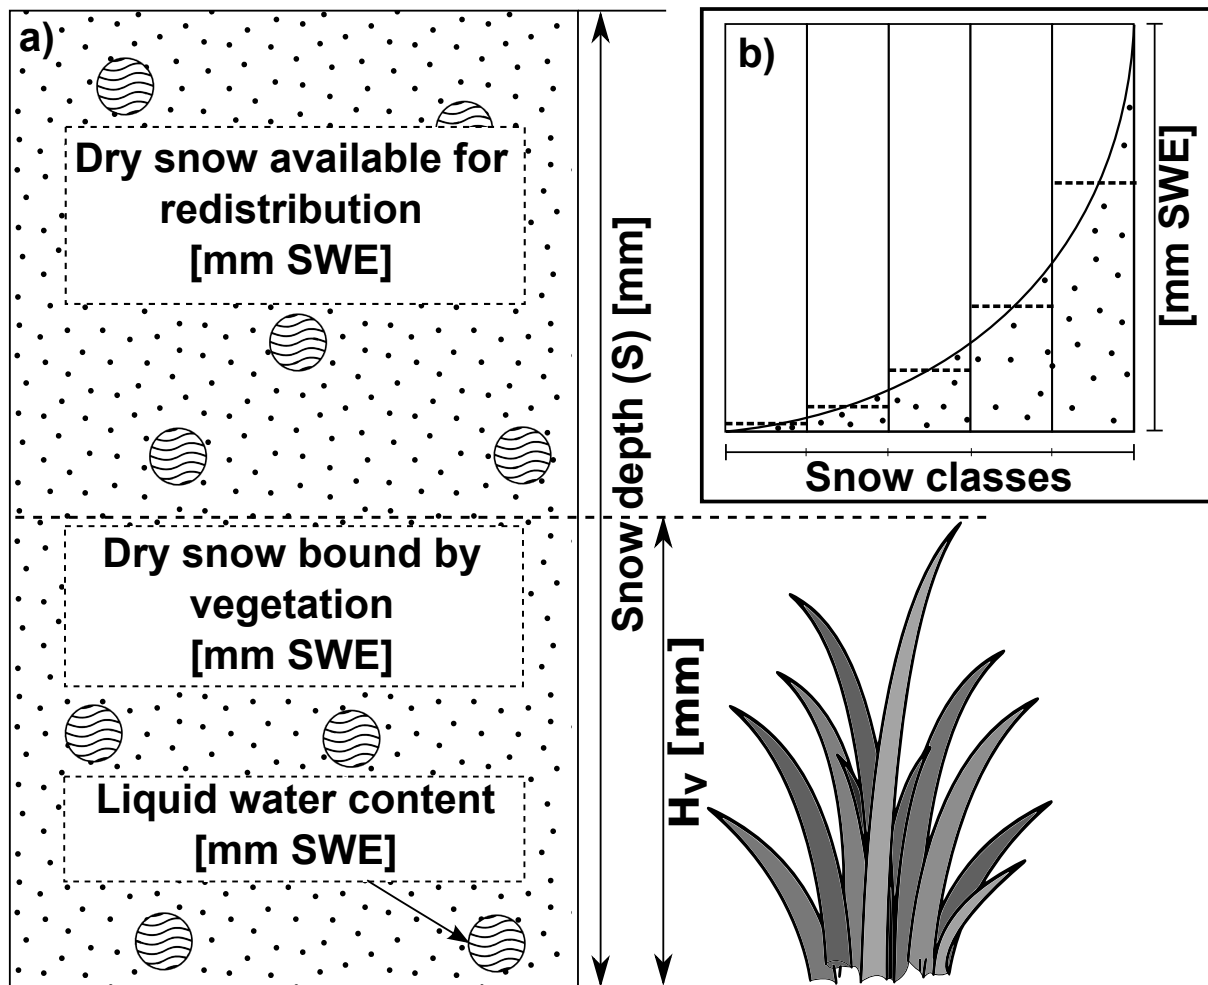 a)
Dry snow available for
redistribution
[mm SWE]
Dry snow bound by
vegetation
[mm SWE]
Liquid water content
[mm SWE]
Snow depth (S) [mm]
Hv [mm]
b)
[mm SWE]
Snow classes